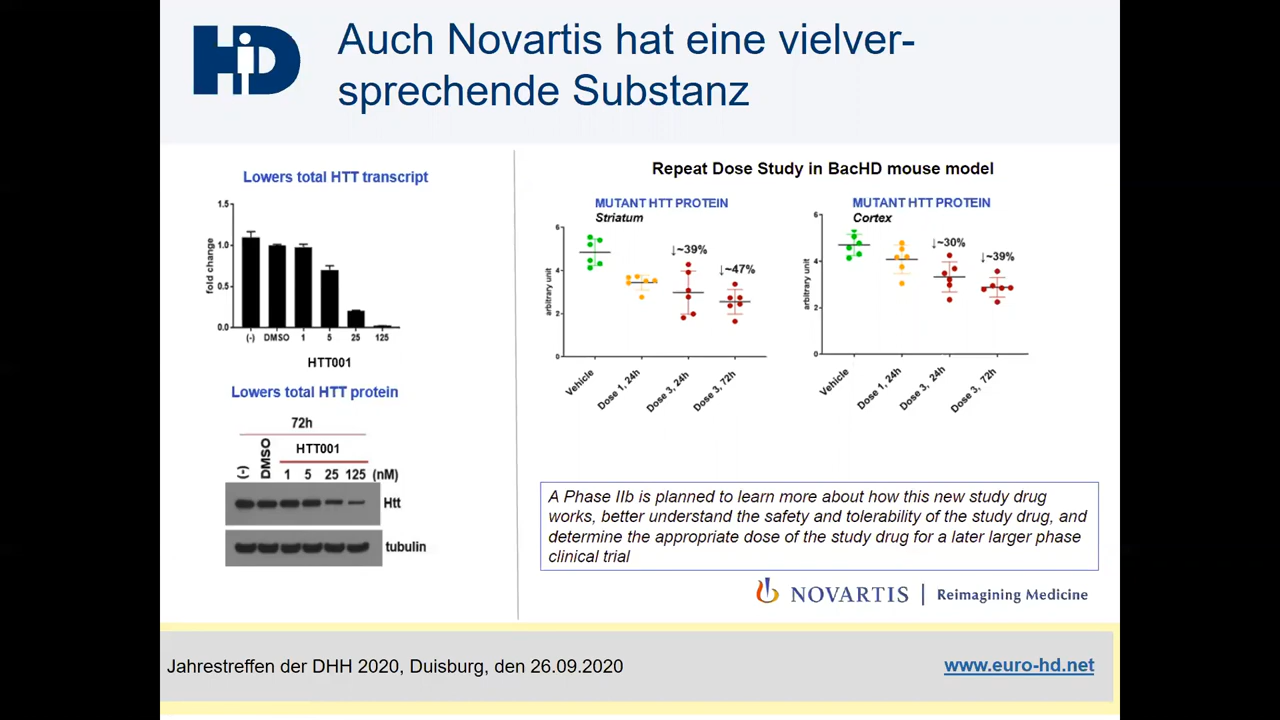 HD
Auch Novartis hat eine vielver-
sprechende Substanz
Lowers total HTT transcript
1.5
1.0
0.5
0.0
fold change
(-) DMSO 1 5 25 125
HTT001
Lowers total HTT protein
72h
(-) DMSO HTT001
1 5 25 125 (nM)
Htt
tubulin
Repeat Dose Study in BacHD mouse model
MUTANT HTT PROTEIN
Striatum
6
4
2
0
arbitrary unit
↓~39%
↓~47%
Vehicle
Dose 1, 24h
Dose 3, 24h
Dose 3, 72h
MUTANT HTT PROTEIN
Cortex
6
4
2
0
arbitrary unit
↓~30%
↓~39%
Vehicle
Dose 1, 24h
Dose 3, 24h
Dose 3, 72h
A Phase IIb is planned to learn more about how this new study drug
works, better understand the safety and tolerability of the study drug, and
determine the appropriate dose of the study drug for a later larger phase
clinical trial
NOVARTIS | Reimagining Medicine
Jahrestreffen der DHH 2020, Duisburg, den 26.09.2020
www.euro-hd.net